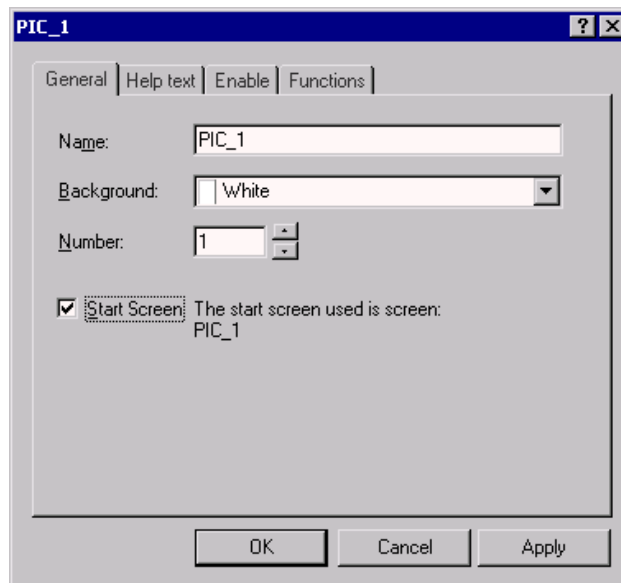 PIC_1
General Help text Enable Functions
Name: PIC_1
Background: White
Number: 1
Start Screen The start screen used is screen:
PIC_1
OK Cancel Apply